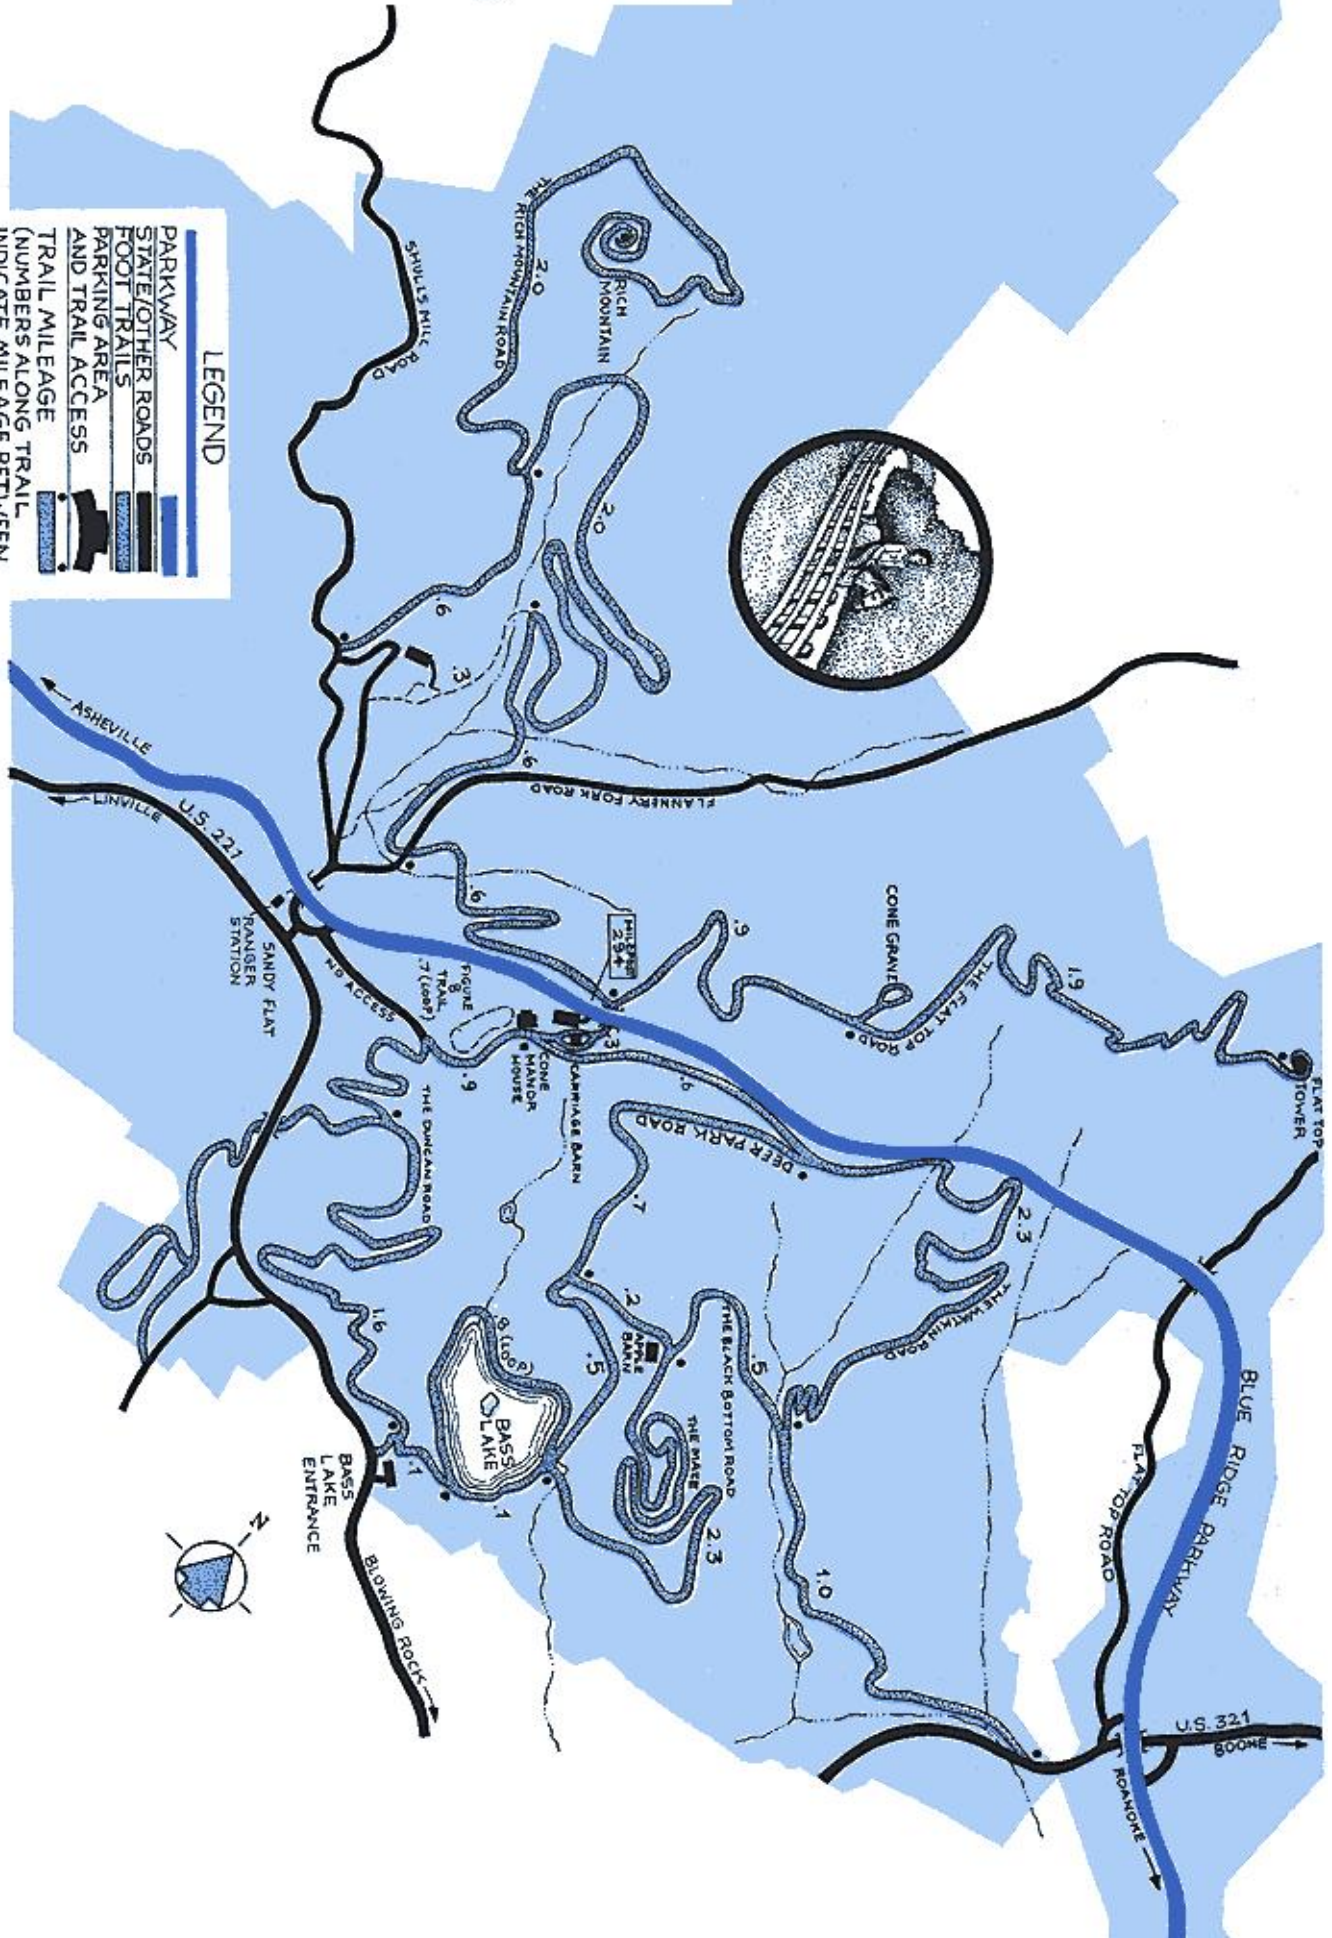 LEGEND
PARKWAY
STATE/OTHER ROADS
FOOT TRAILS
PARKING AREA
AND TRAIL ACCESS
TRAIL MILEAGE
(NUMBERS ALONG TRAIL
INDICATE MILEAGE BETWEEN
SHULLS MILL ROAD
THE RICH MOUNTAIN ROAD
2.0
RICH
MOUNTAIN
2.0
.6
.3
.6
FLANNERY FORK ROAD
ASHEVILLE
LINVILLE
U.S. 221
SANDY FLAT
RANGER
STATION
NO ACCESS
FIGURE
8
TRAIL
.7 (LOOP)
.6
MILEPOST
294
.9
CONE GRAVE
THE FLAT TOP ROAD
1.9
FLAT TOP
TOWER
.3
CARRIAGE BARN
CONE
MANOR
HOUSE
.9
.6
DEER PARK ROAD
THE DUNCAN ROAD
.7
2.3
THE WATKIN ROAD
1.6
.8 (LOOP)
BASS
LAKE
.5
.2
APPLE
BARN
THE BLACK BOTTOM ROAD
.5
THE MAZE
2.3
.1
.1
BASS
LAKE
ENTRANCE
BLOWING ROCK
N
1.0
BLUE RIDGE PARKWAY
FLAT TOP ROAD
U.S. 321
BOONE
ROANOKE